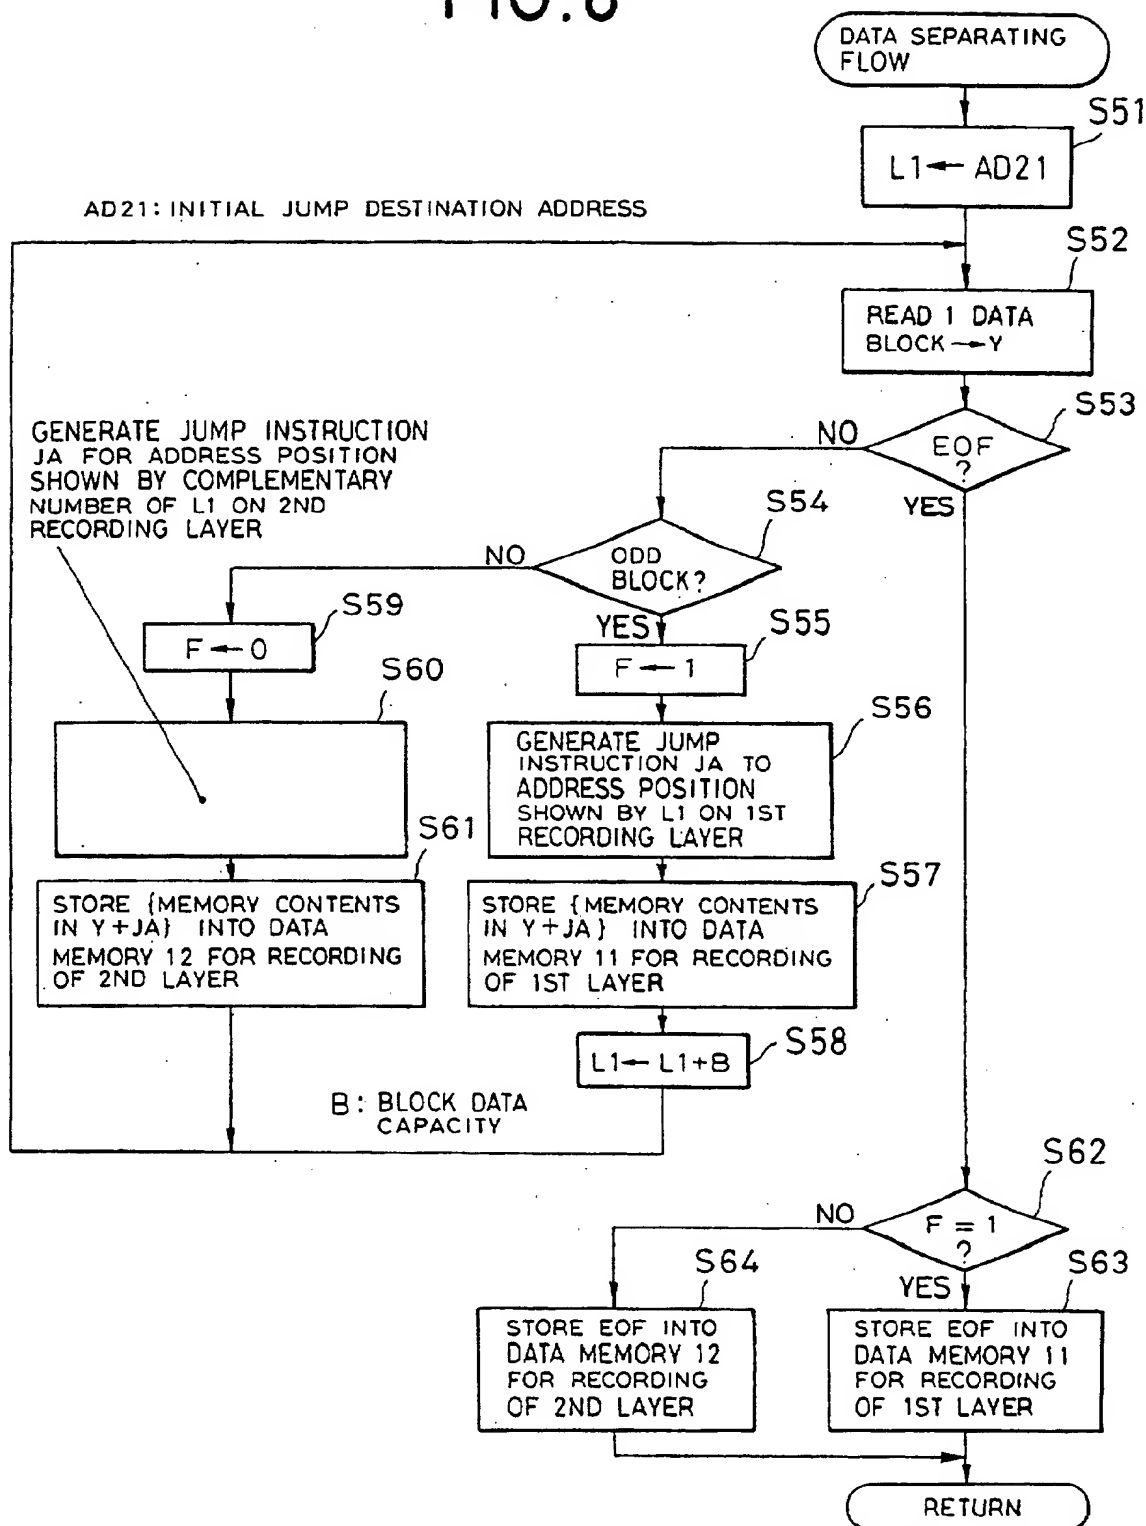 FIG.8
DATA SEPARATING
FLOW
S51
L1← AD21
AD21: INITIAL JUMP DESTINATION ADDRESS
S52
READ 1 DATA
BLOCK→Y
S53
EOF
?
NO
YES
GENERATE JUMP INSTRUCTION
JA FOR ADDRESS POSITION
SHOWN BY COMPLEMENTARY
NUMBER OF L1 ON 2ND
RECORDING LAYER
S54
ODD
BLOCK?
NO
YES
S59
F←0
S55
F←1
S60
S56
GENERATE JUMP
INSTRUCTION JA TO
ADDRESS POSITION
SHOWN BY L1 ON 1ST
RECORDING LAYER
S61
STORE {MEMORY CONTENTS
IN Y+JA} INTO DATA
MEMORY 12 FOR RECORDING
OF 2ND LAYER
S57
STORE {MEMORY CONTENTS
IN Y+JA} INTO DATA
MEMORY 11 FOR RECORDING
OF 1ST LAYER
S58
L1← L1+B
B: BLOCK DATA
CAPACITY
S62
F = 1
?
NO
YES
S64
STORE EOF INTO
DATA MEMORY 12
FOR RECORDING
OF 2ND LAYER
S63
STORE EOF INTO
DATA MEMORY 11
FOR RECORDING
OF 1ST LAYER
RETURN